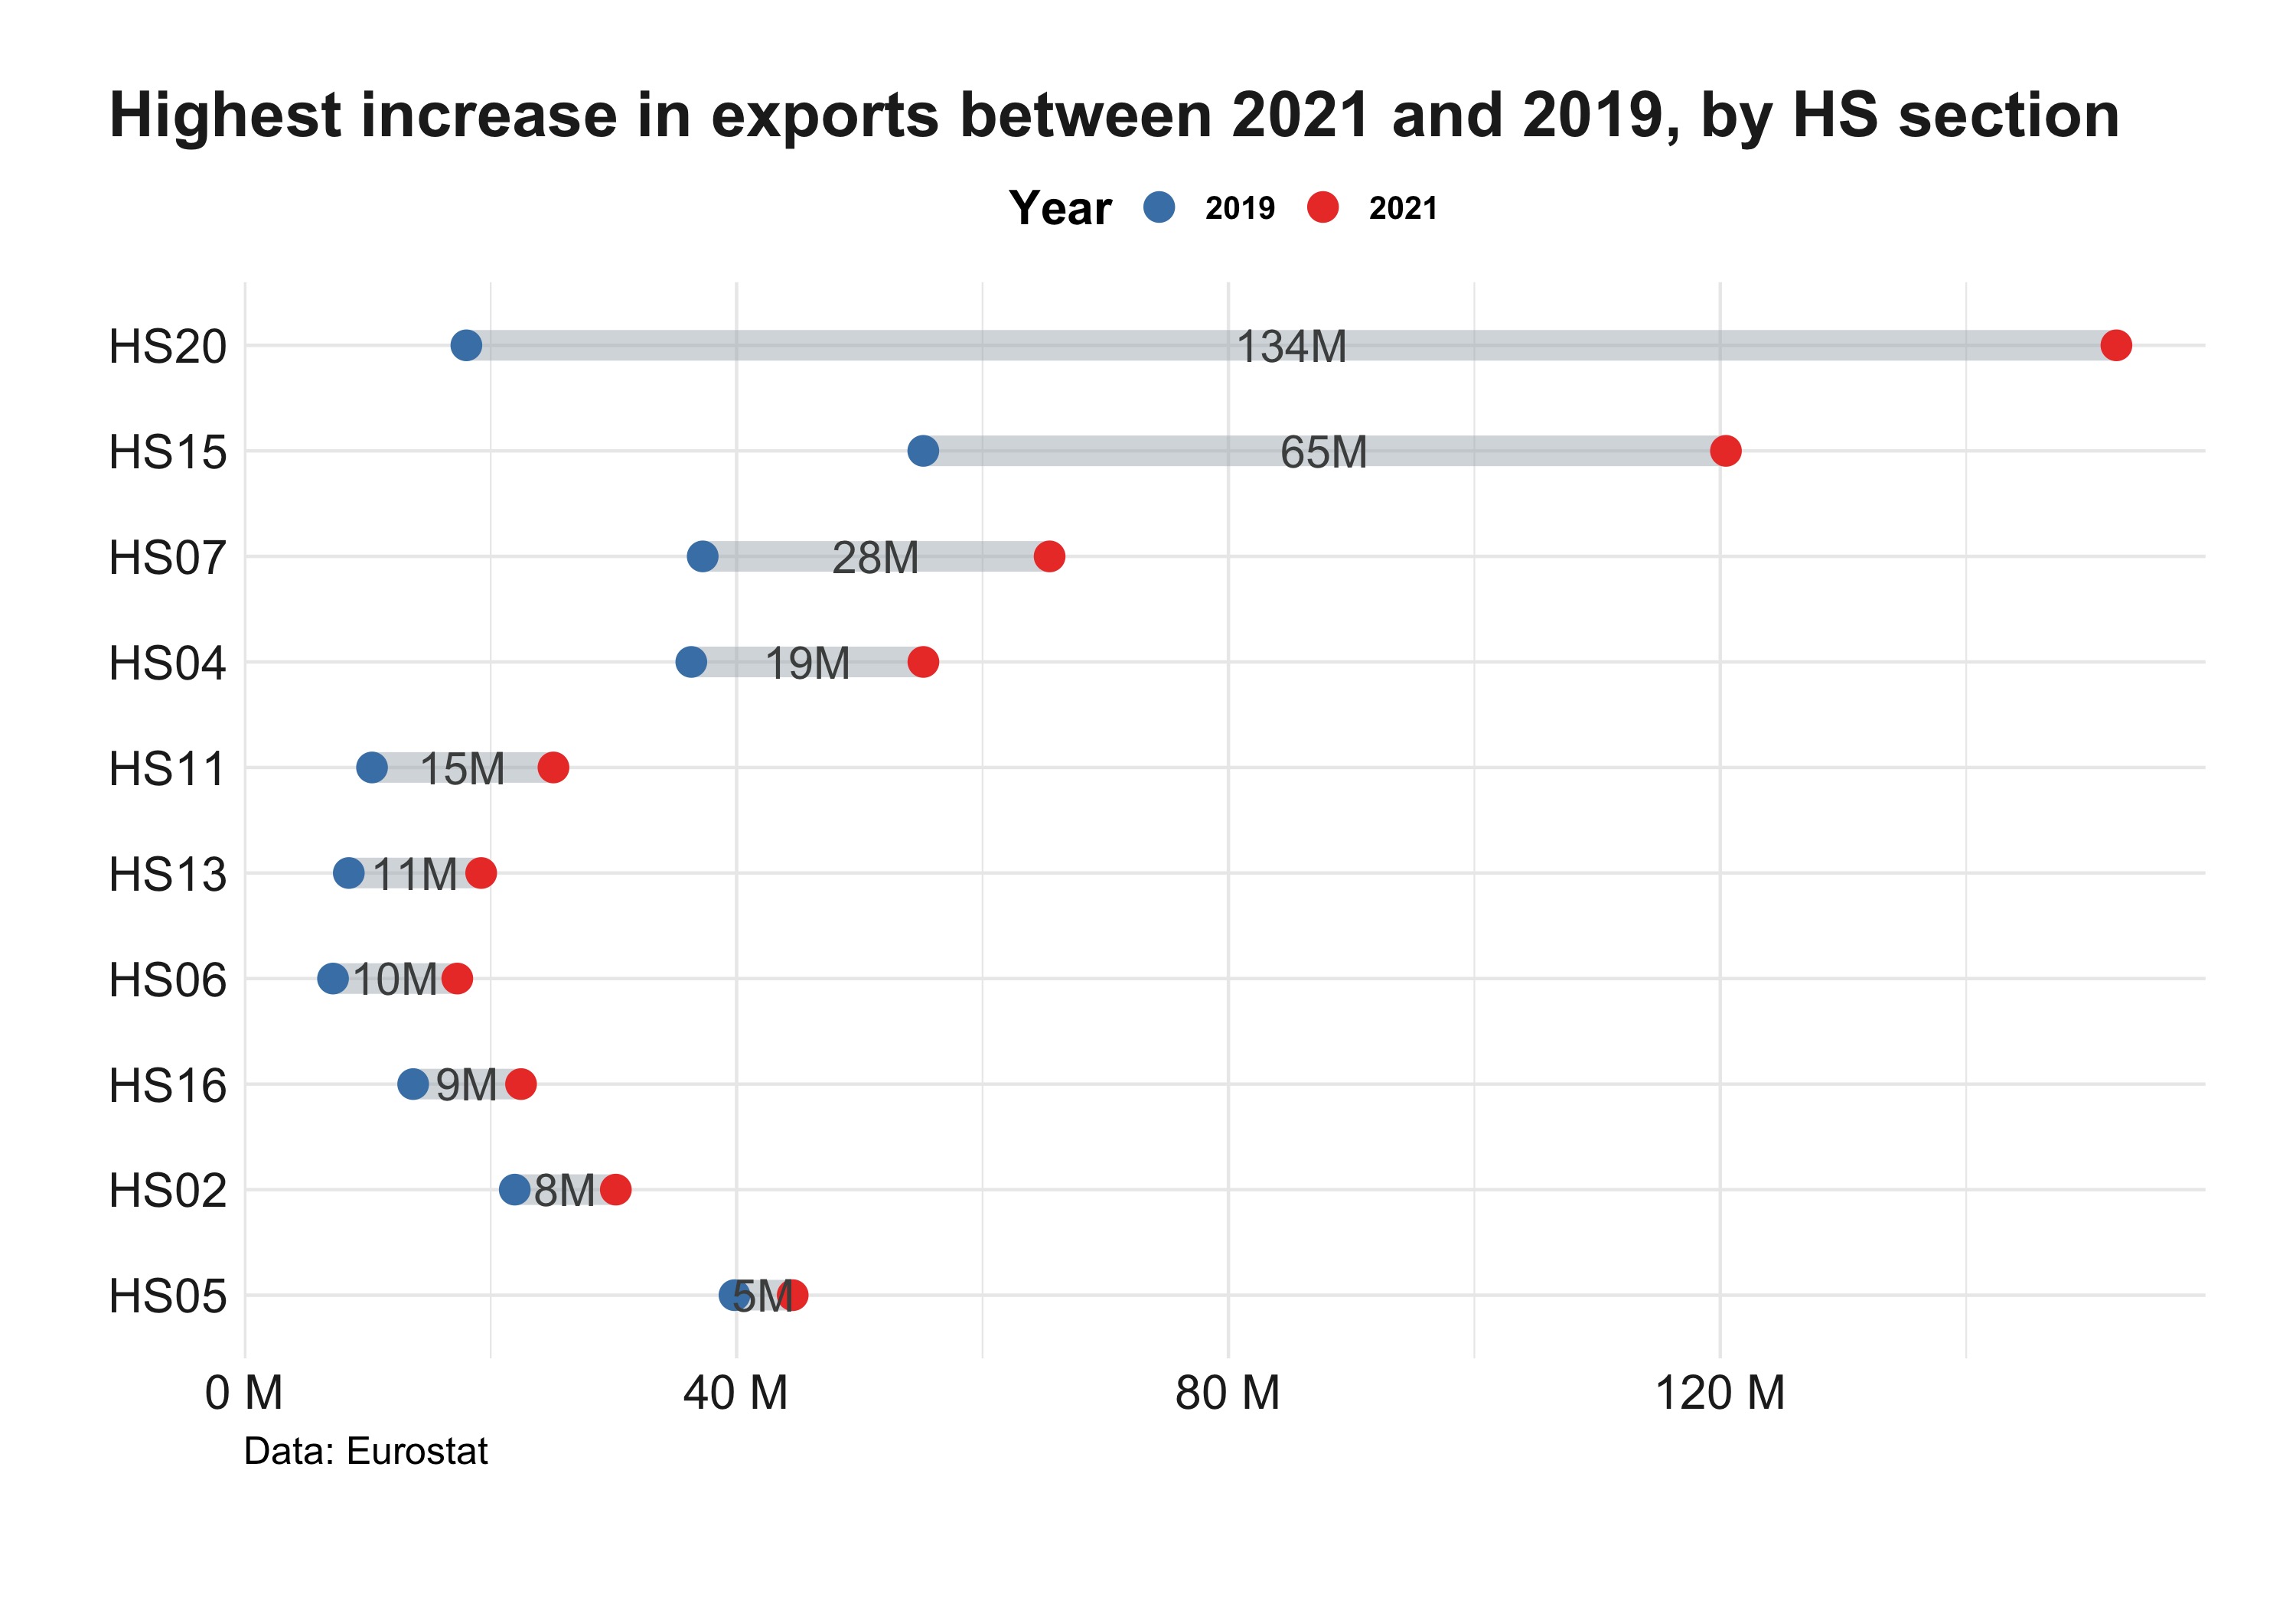 Highest increase in exports between 2021 and 2019, by HS section
Year 2019 2021
HS20 134M
HS15 65M
HS07 28M
HS04 19M
HS11 15M
HS13 11M
HS06 10M
HS16 9M
HS02 8M
HS05 5M
0 M 40 M 80 M 120 M
Data: Eurostat